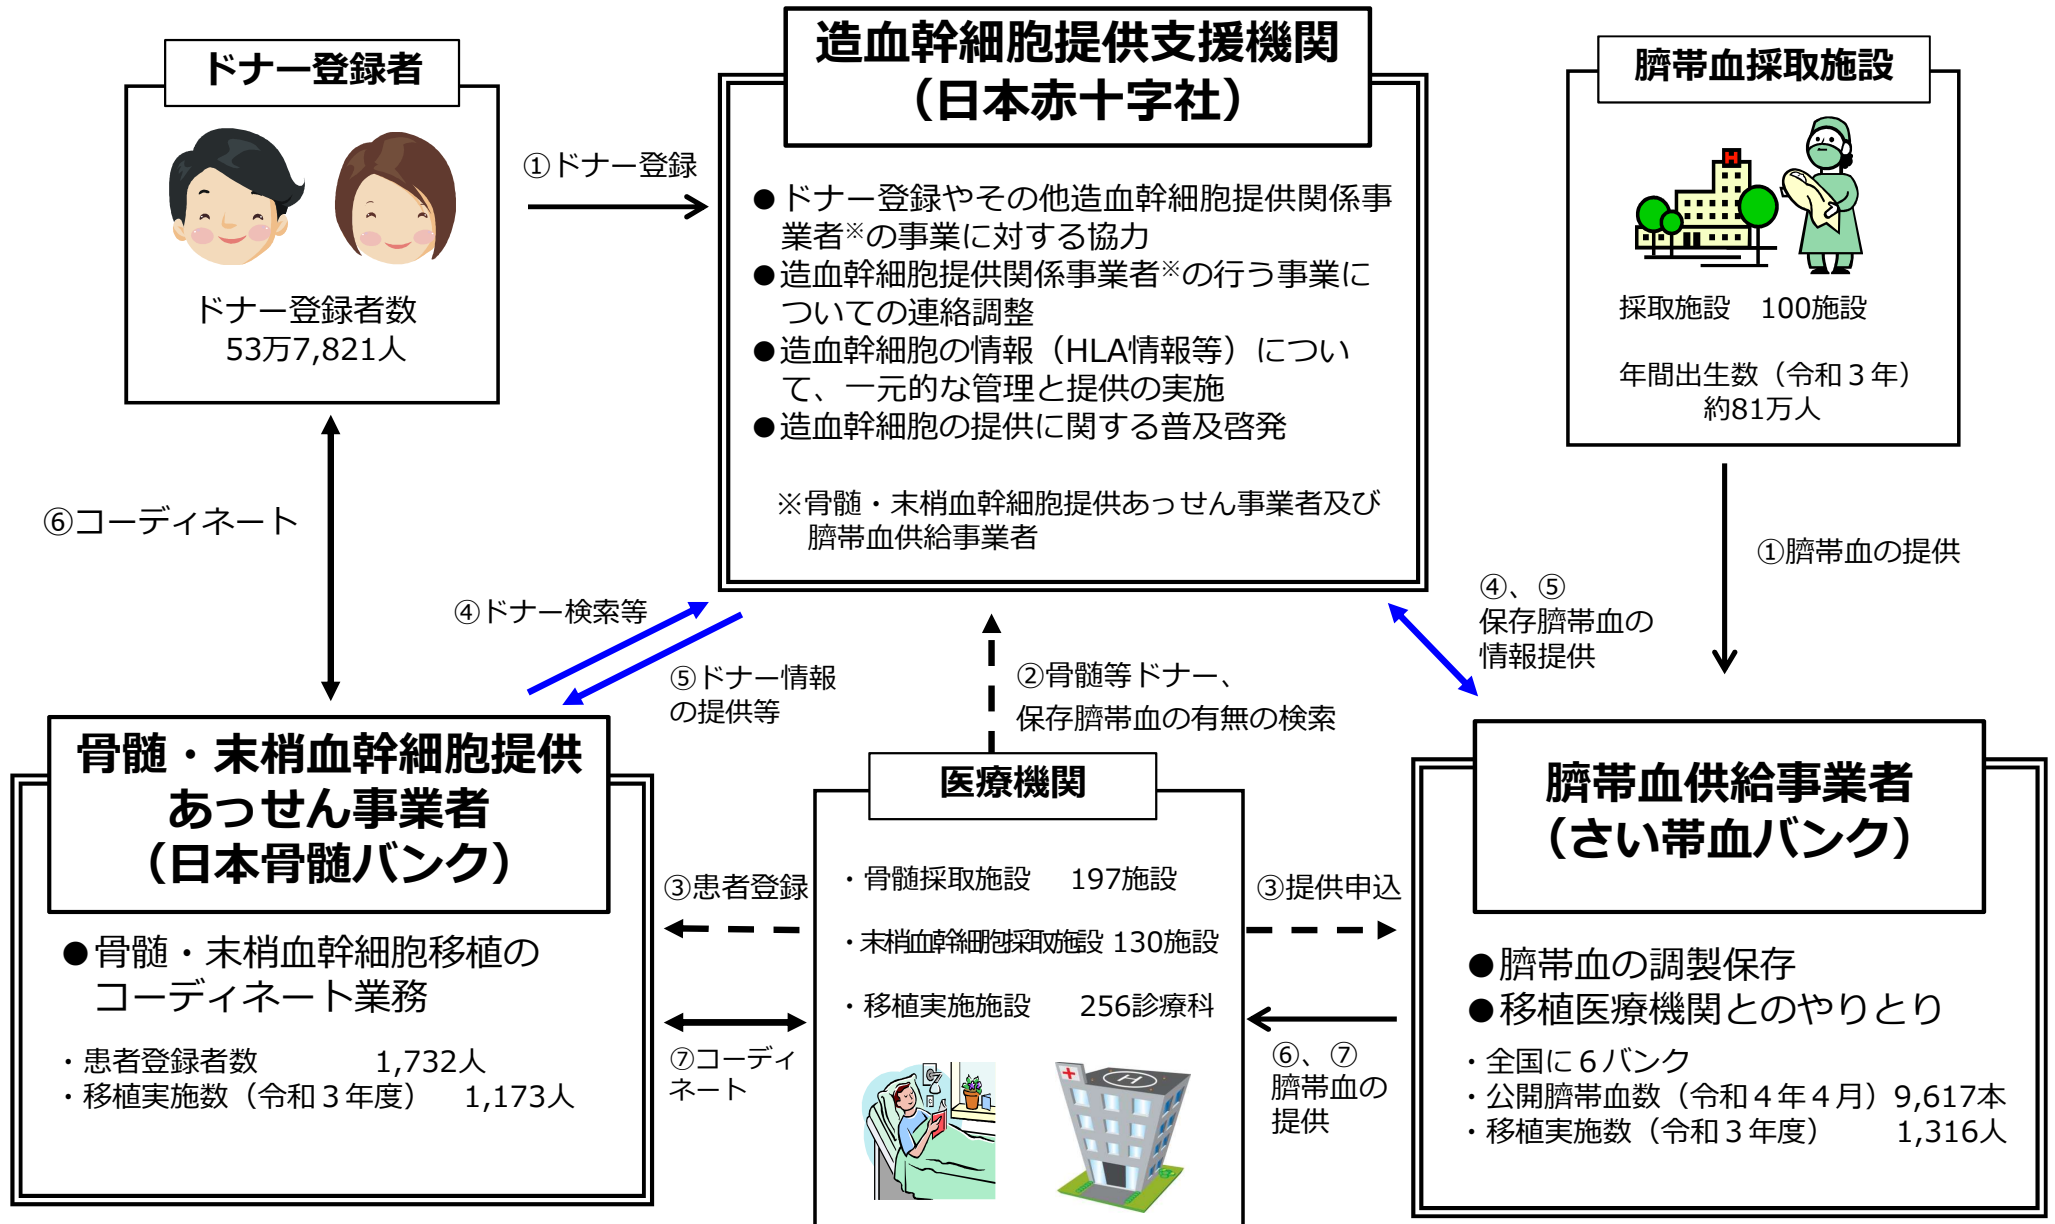 ドナー登録者
ドナー登録者数
53万7,821人
①ドナー登録
造血幹細胞提供支援機関
（日本赤十字社）
●ドナー登録やその他造血幹細胞提供関係事
業者※の事業に対する協力
●造血幹細胞提供関係事業者※の行う事業に
ついての連絡調整
●造血幹細胞の情報（HLA情報等）につい
て、一元的な管理と提供の実施
●造血幹細胞の提供に関する普及啓発
※骨髄・末梢血幹細胞提供あっせん事業者及び
臍帯血供給事業者
臍帯血採取施設
H
採取施設　100施設
年間出生数（令和３年）
約81万人
①臍帯血の提供
⑥コーディネート
④ドナー検索等
⑤ドナー情報
の提供等
②骨髄等ドナー、
保存臍帯血の有無の検索
④、⑤
保存臍帯血の
情報提供
骨髄・末梢血幹細胞提供
あっせん事業者
（日本骨髄バンク）
●骨髄・末梢血幹細胞移植の
コーディネート業務
・患者登録者数　1,732人
・移植実施数（令和３年度）　1,173人
③患者登録
⑦コーディ
ネート
医療機関
・骨髄採取施設　197施設
・末梢血幹細胞採取施設 130施設
・移植実施施設　256診療科
H
③提供申込
⑥、⑦
臍帯血の
提供
臍帯血供給事業者
（さい帯血バンク）
●臍帯血の調製保存
●移植医療機関とのやりとり
・全国に６バンク
・公開臍帯血数（令和４年４月）9,617本
・移植実施数（令和３年度）　1,316人